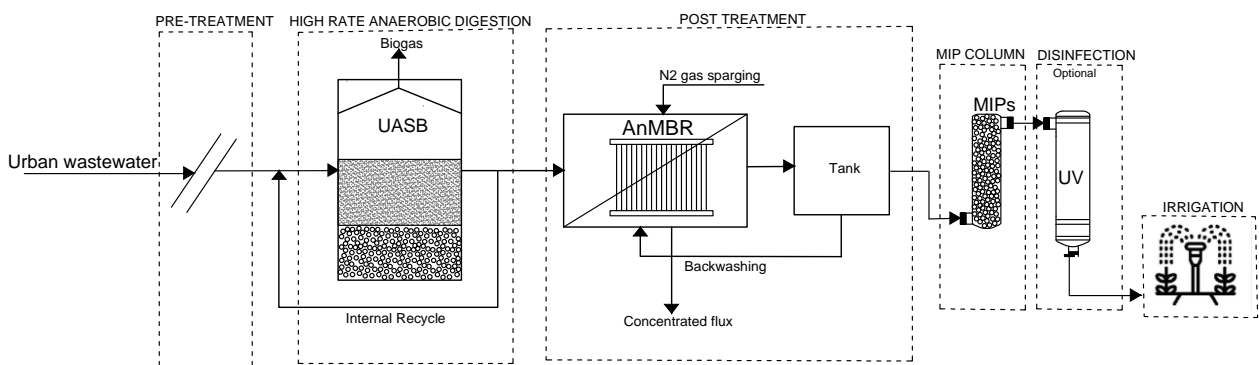 PRE-TREATMENT
HIGH RATE ANAEROBIC DIGESTION
POST TREATMENT
MIP COLUMN
DISINFECTION
Optional
Biogas
N2 gas sparging
MIPs
UASB
AnMBR
Urban wastewater
Tank
UV
IRRIGATION
Backwashing
Internal Recycle
Concentrated flux